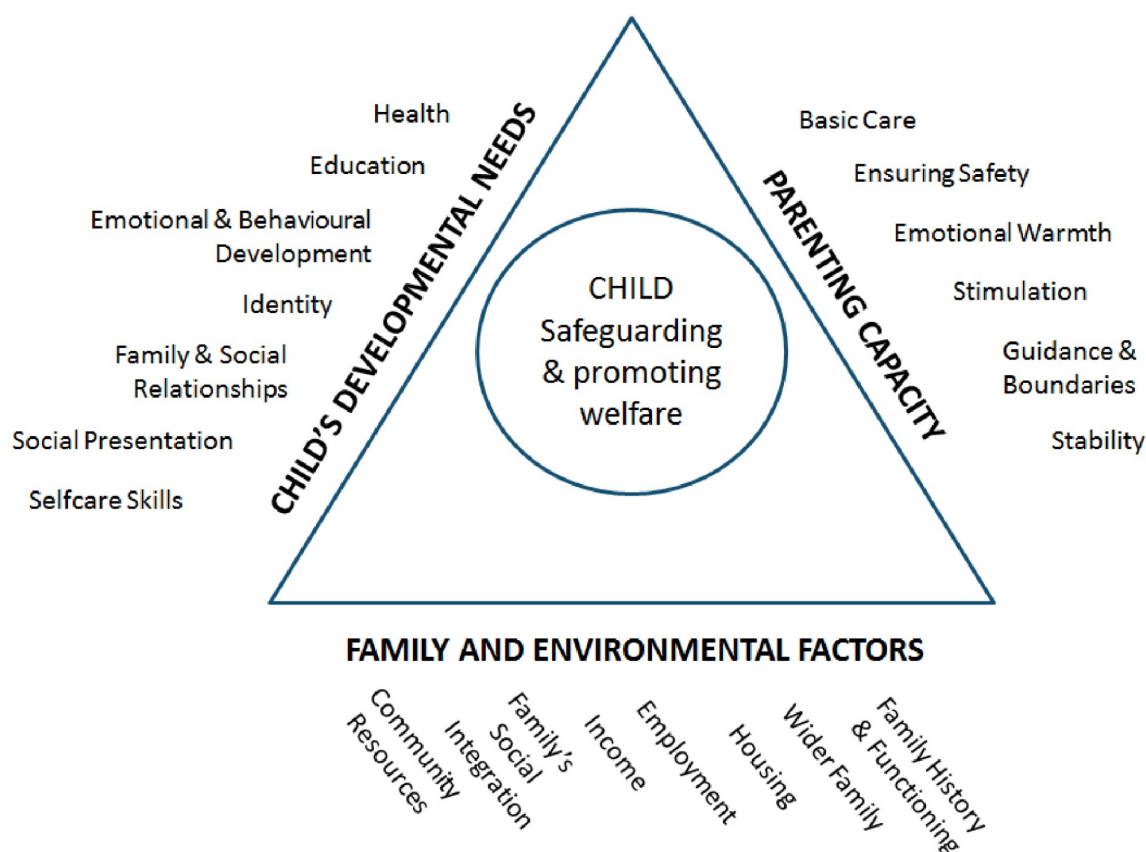 Health
Education
Emotional & Behavioural
Development
Identity
Family & Social
Relationships
Social Presentation
Selfcare Skills
CHILD'S DEVELOPMENTAL NEEDS
CHILD
Safeguarding
& promoting
welfare
PARENTING CAPACITY
Basic Care
Ensuring Safety
Emotional Warmth
Stimulation
Guidance &
Boundaries
Stability
FAMILY AND ENVIRONMENTAL FACTORS
Community
Resources
Family's
Social
Integration
Income
Employment
Housing
Wider Family
Family History
& Functioning